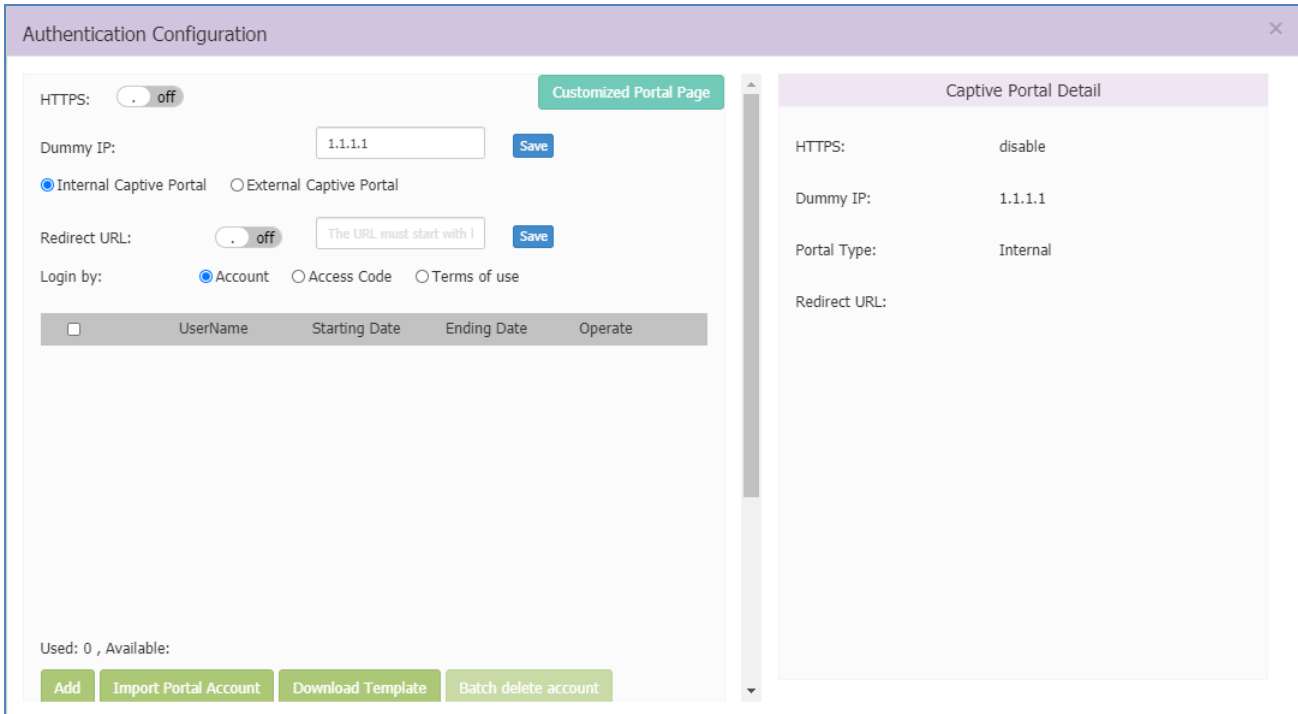 Authentication Configuration
×
HTTPS: . off
Customized Portal Page
Dummy IP: 1.1.1.1 Save
Internal Captive Portal External Captive Portal
Redirect URL: . off The URL must start with Save
Login by: Account Access Code Terms of use
UserName Starting Date Ending Date Operate
Used: 0 , Available:
Add Import Portal Account Download Template Batch delete account
Captive Portal Detail
HTTPS: disable
Dummy IP: 1.1.1.1
Portal Type: Internal
Redirect URL: